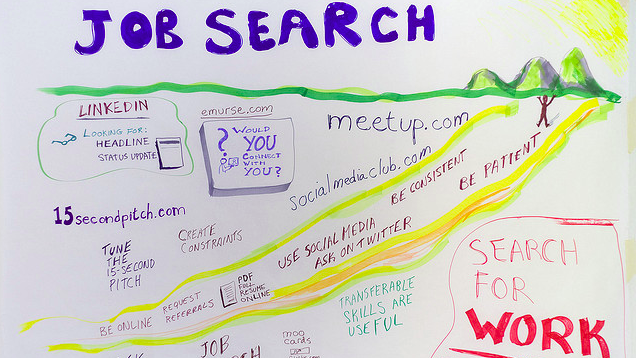 JOB SEARCH
LINKEDIN
LOOKING FOR:
HEADLINE
STATUS UPDATE
emurse.com
? WOULD
YOU
CONNECT
WITH
YOU?
meetup.com
socialmediaclub.com
BE CONSISTENT
BE PATIENT
15secondpitch.com
TUNE
THE
15-SECOND
PITCH
CREATE
CONSTRAINTS
USE SOCIAL MEDIA
ASK ON TWITTER
BE ONLINE
REQUEST
REFERRALS
PDF
FULL
RESUME
ONLINE
TRANSFERABLE
SKILLS ARE
USEFUL
SEARCH
FOR
WORK
JOB
MOO
CARDS